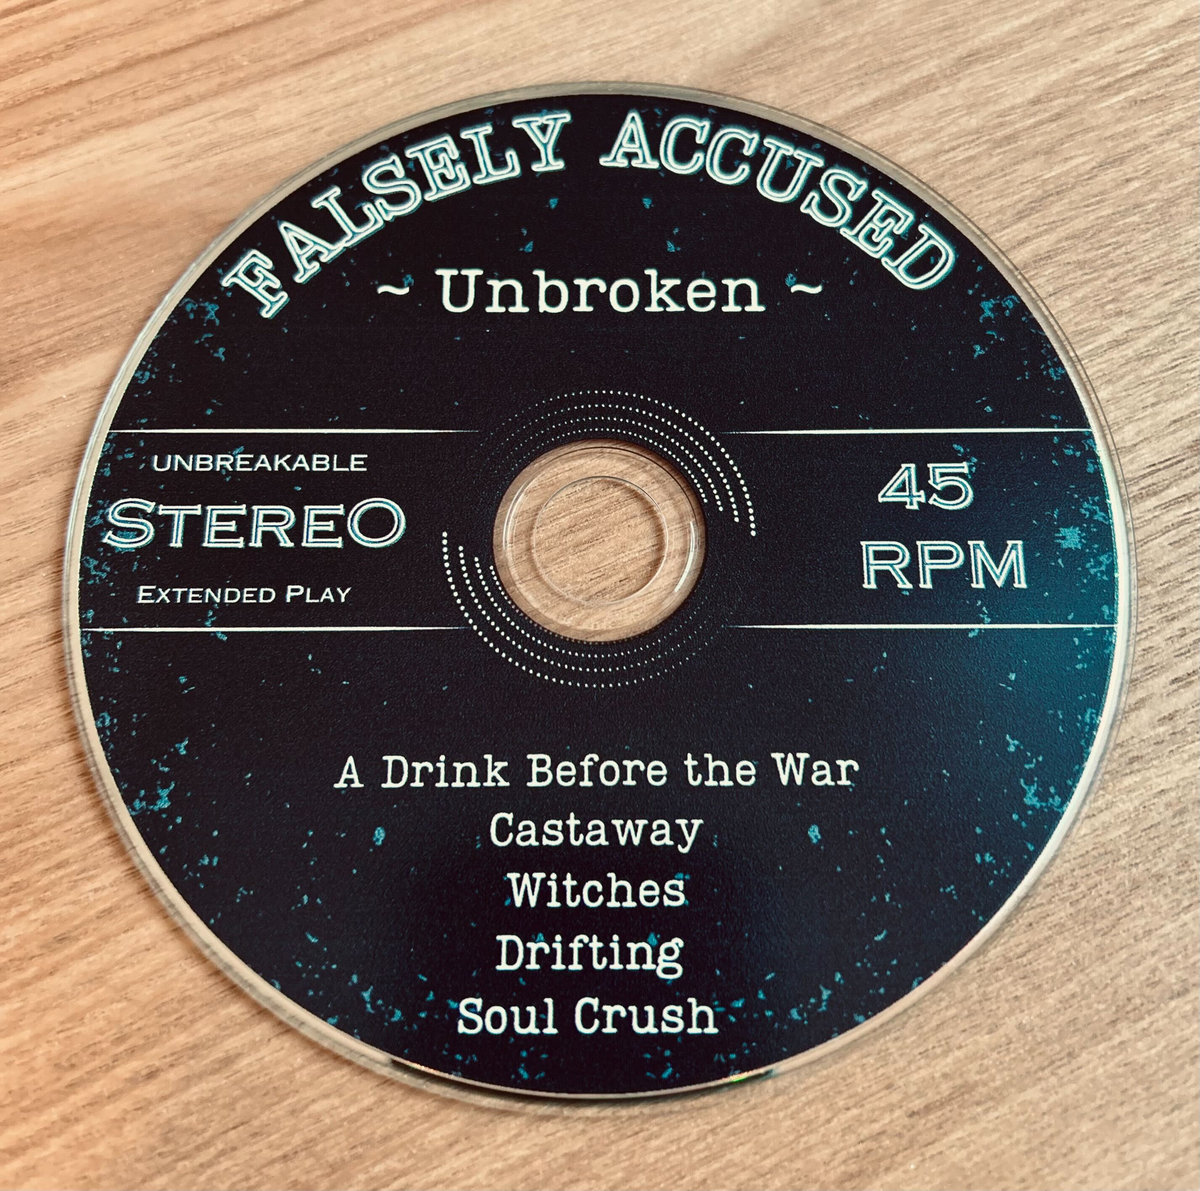 FALSELY ACCUSED
~ Unbroken ~
UNBREAKABLE
STEREO
EXTENDED PLAY
45
RPM
A Drink Before the War
Castaway
Witches
Drifting
Soul Crush